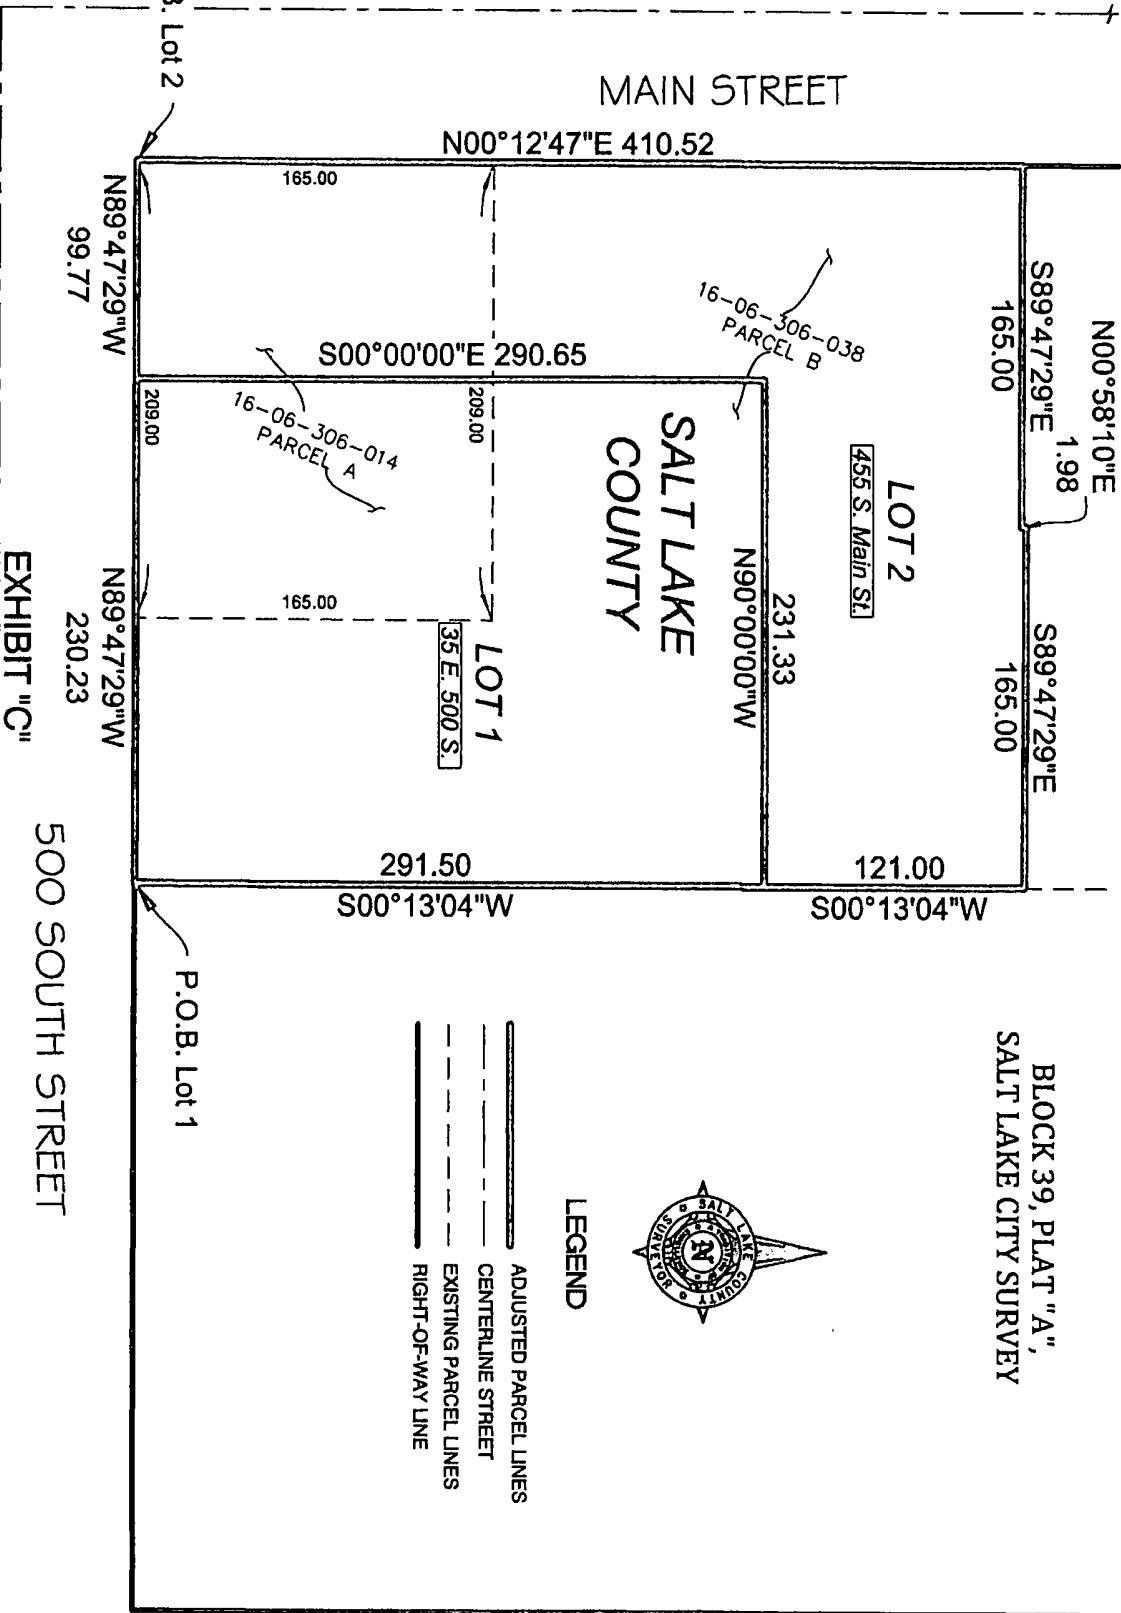 BLOCK 39, PLAT "A",
SALT LAKE CITY SURVEY
N00°58'10"E
1.98
S89°47'29"E
165.00
S89°47'29"E
165.00
MAIN STREET
N00°12'47"E 410.52
LOT 2
455 S. Main St.
121.00
S00°13'04"W
16-06-306-038
PARCEL B
231.33
N90°00'00"W
SALT LAKE
COUNTY
S00°00'00"E 290.65
165.00
209.00
16-06-306-014
PARCEL A
209.00
165.00
LOT 1
35 E. 500 S.
291.50
S00°13'04"W
Lot 2
N89°47'29"W
99.77
N89°47'29"W
230.23
P.O.B. Lot 1
500 SOUTH STREET
EXHIBIT "C"
SALT LAKE COUNTY
SURVEYOR
N
LEGEND
ADJUSTED PARCEL LINES
CENTERLINE STREET
EXISTING PARCEL LINES
RIGHT-OF-WAY LINE